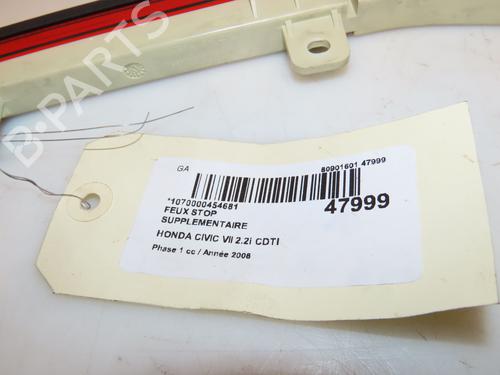 B-PARTS
GA
80901601 47999
*1070000454681
47999
FEUX STOP
SUPPLEMENTAIRE
HONDA CIVIC VII 2.2i CDTI
Phase 1 cc / Année 2006